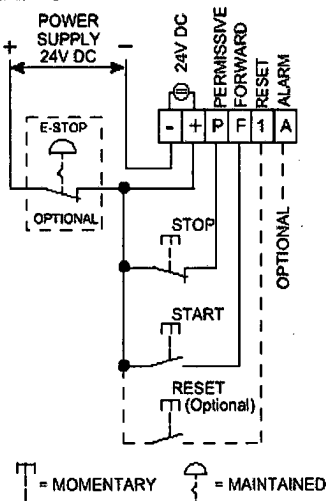 POWER
SUPPLY
24V DC
+
−
24V DC
PERMISSIVE
FORWARD
RESET
ALARM
- + P F 1 A
E-STOP
OPTIONAL
STOP
OPTIONAL
START
RESET
(Optional)
= MOMENTARY
= MAINTAINED